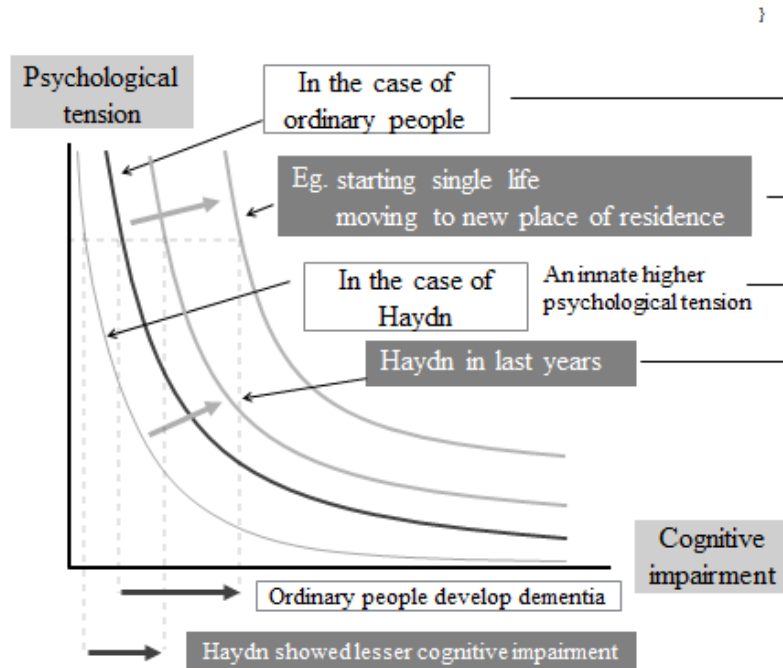 }
Psychological
tension
In the case of
ordinary people
Eg. starting single life
moving to new place of residence
In the case of
Haydn
An innate higher
psychological tension
Haydn in last years
Cognitive
impairment
Ordinary people develop dementia
Haydn showed lesser cognitive impairment